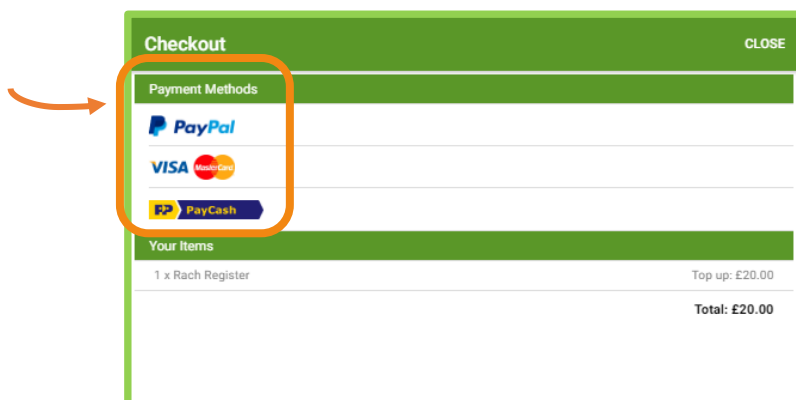 Checkout CLOSE
Payment Methods
PayPal
VISA MasterCard
PP PayCash
Your Items
1 x Rach Register Top up: £20.00
Total: £20.00